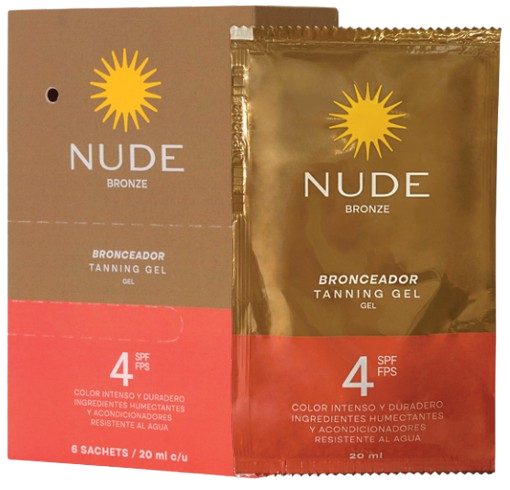 NUDE
BRONZE
BRONCEADOR
TANNING GEL
GEL
4 SPF
FPS
COLOR INTENSO Y DURADERO
INGREDIENTES HUMECTANTES
Y ACONDICIONADORES
RESISTENTE AL AGUA
6 SACHETS / 20 ml c/u
NUDE
BRONZE
BRONCEADOR
TANNING GEL
GEL
4 SPF
FPS
COLOR INTENSO Y DURADERO
INGREDIENTES HUMECTANTES
Y ACONDICIONADORES
RESISTENTE AL AGUA
20 ml